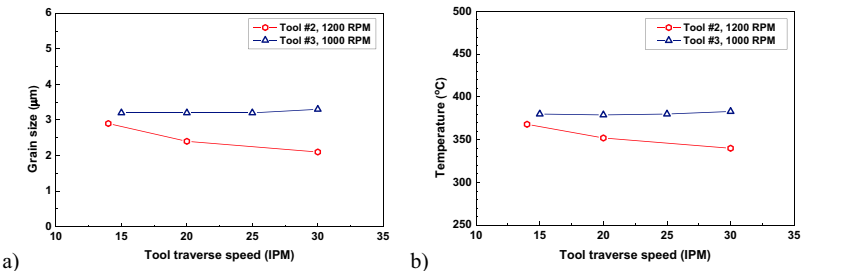 6
5
4
3
2
1
0
Grain size (µm)
Tool #2, 1200 RPM
Tool #3, 1000 RPM
10 15 20 25 30 35
Tool traverse speed (IPM)
a)
500
450
400
350
300
250
Temperature (°C)
Tool #2, 1200 RPM
Tool #3, 1000 RPM
10 15 20 25 30 35
Tool traverse speed (IPM)
b)